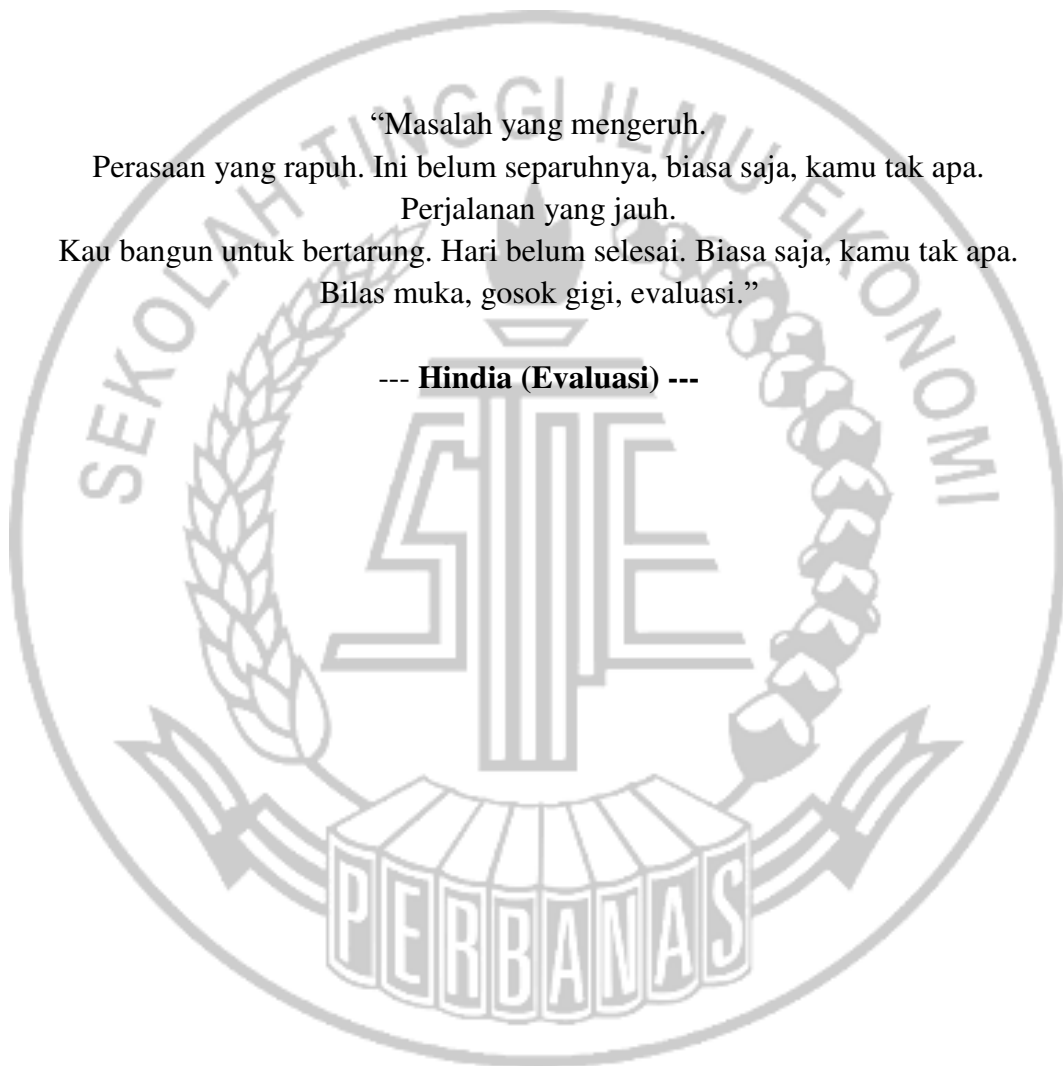 “Masalah yang mengeruh.
Perasaan yang rapuh. Ini belum separuhnya, biasa saja, kamu tak apa.
Perjalanan yang jauh.
Kau bangun untuk bertarung. Hari belum selesai. Biasa saja, kamu tak apa.
Bilas muka, gosok gigi, evaluasi.”
--- Hindia (Evaluasi) ---
SEKOLAH TINGGI ILMU EKONOMI
STIE
PERBANAS